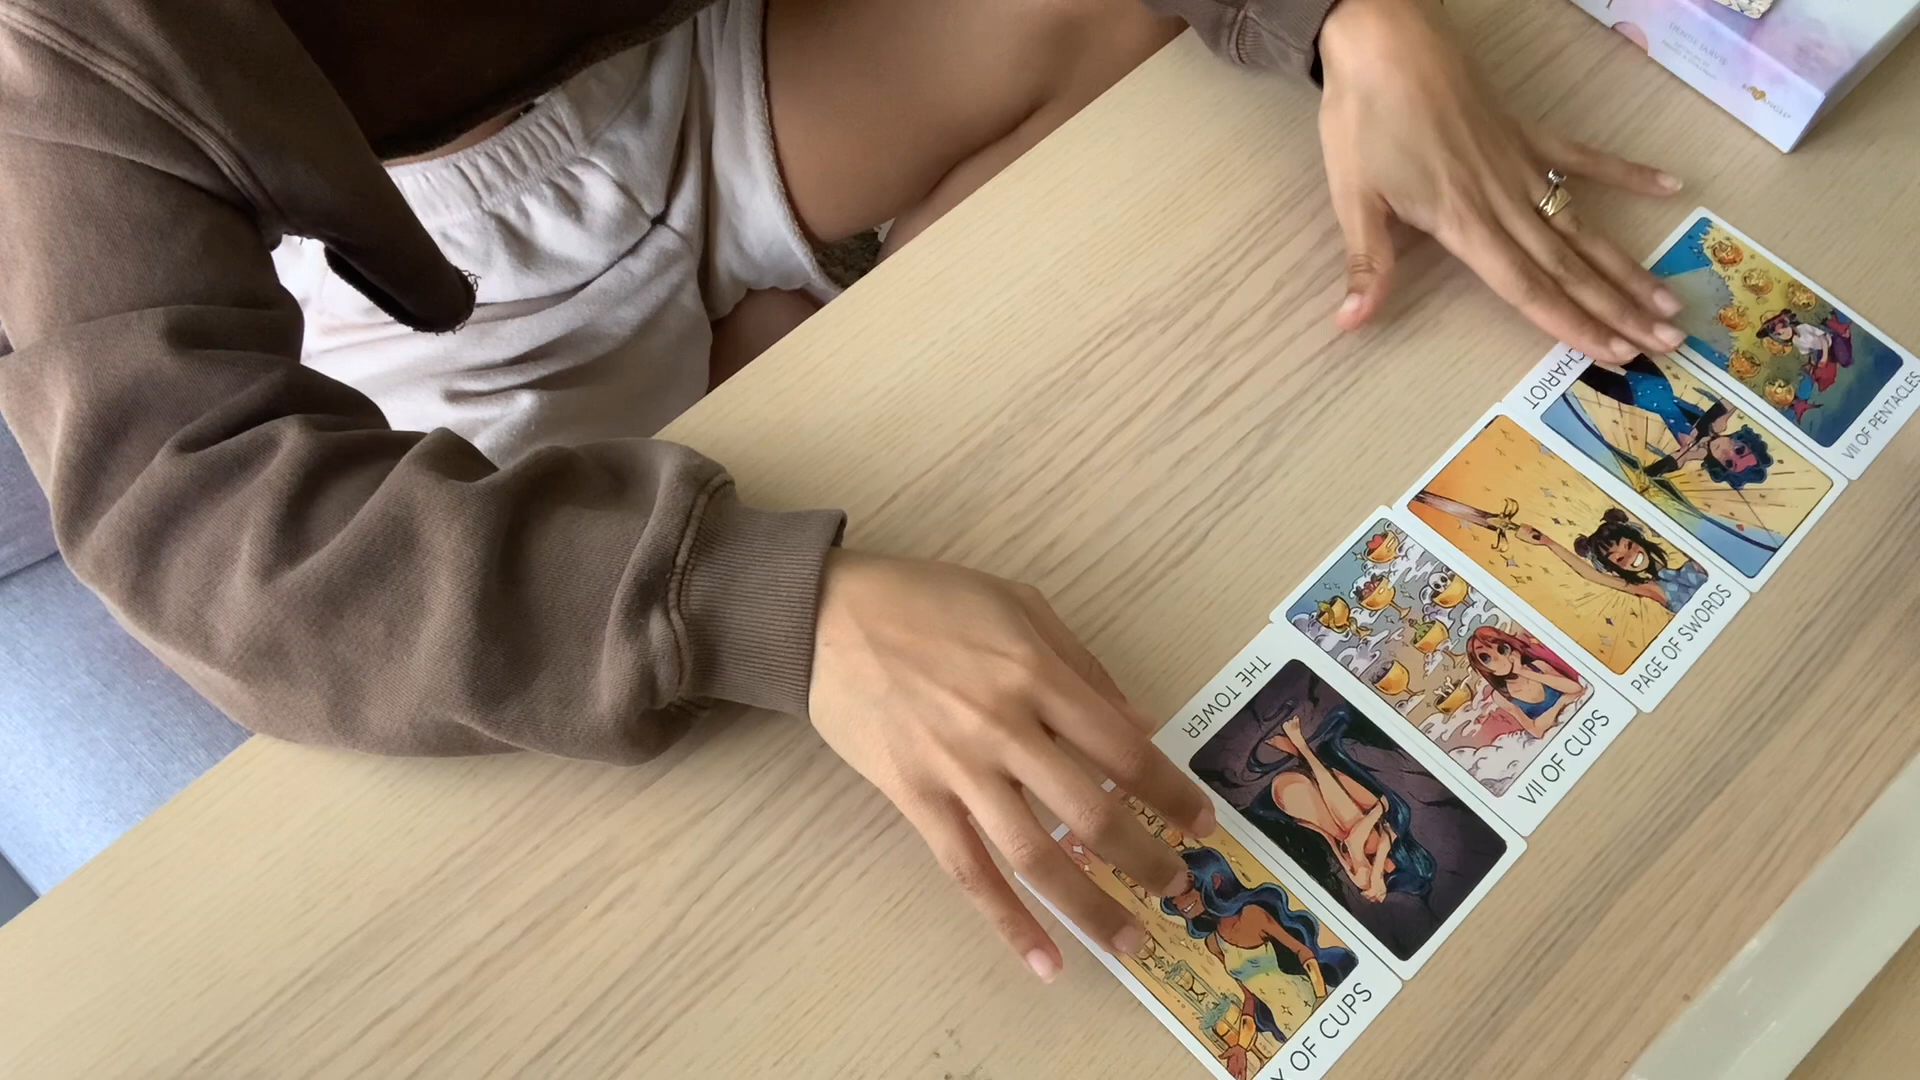 CHARIOT
VII OF PENTACLES
PAGE OF SWORDS
VII OF CUPS
THE TOWER
OF CUPS